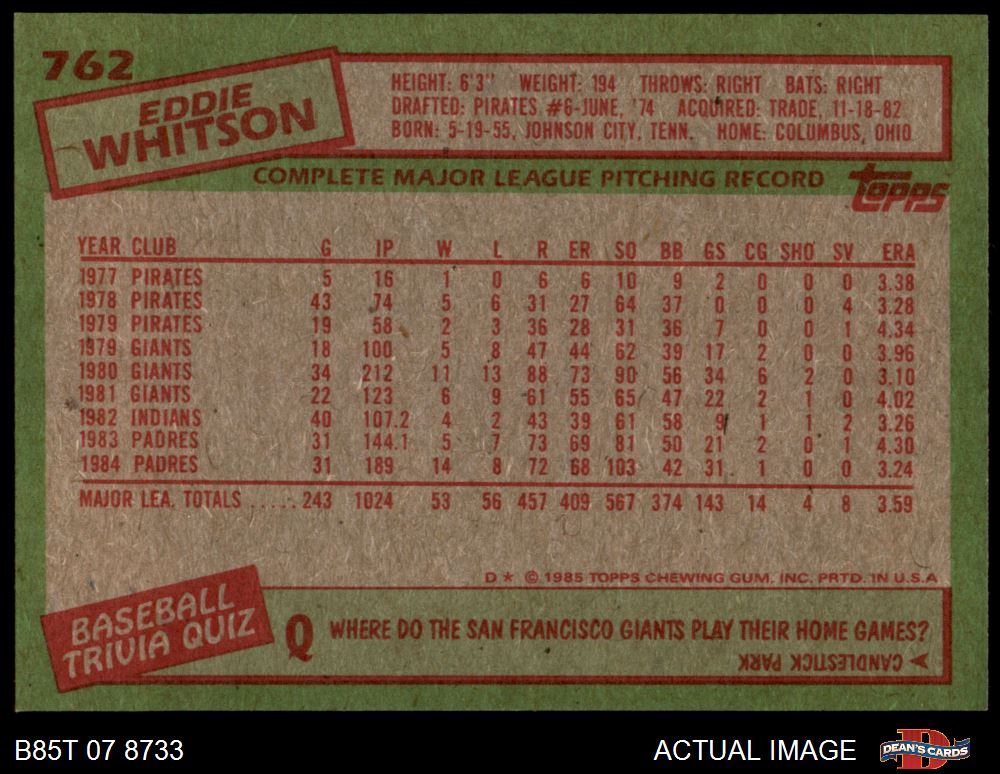 762
EDDIE
WHITSON
HEIGHT: 6'3" WEIGHT: 194 THROWS: RIGHT BATS: RIGHT
DRAFTED: PIRATES #6-JUNE, '74 ACQUIRED: TRADE, 11-18-82
BORN: 5-19-55, JOHNSON CITY, TENN. HOME: COLUMBUS, OHIO
COMPLETE MAJOR LEAGUE PITCHING RECORD
topps
YEAR CLUB G IP W L R ER SO BB GS CG SHO SV ERA
1977 PIRATES 5 16 1 0 6 6 10 9 2 0 0 0 3.38
1978 PIRATES 43 74 5 6 31 27 64 37 0 0 0 4 3.28
1979 PIRATES 19 58 2 3 36 28 31 36 7 0 0 1 4.34
1979 GIANTS 18 100 5 8 47 44 62 39 17 2 0 0 3.96
1980 GIANTS 34 212 11 13 88 73 90 56 34 6 2 0 3.10
1981 GIANTS 22 123 6 9 61 55 65 47 22 2 1 0 4.02
1982 INDIANS 40 107.2 4 2 43 39 61 58 9 1 1 2 3.26
1983 PADRES 31 144.1 5 7 73 69 81 50 21 2 0 1 4.30
1984 PADRES 31 189 14 8 72 68 103 42 31 1 0 0 3.24
MAJOR LEA. TOTALS ..... 243 1024 53 56 457 409 567 374 143 14 4 8 3.59
D* © 1985 TOPPS CHEWING GUM, INC. PRTD. IN U.S.A
BASEBALL
TRIVIA QUIZ
Q WHERE DO THE SAN FRANCISCO GIANTS PLAY THEIR HOME GAMES?
CANDLESTICK PARK
B85T 07 8733
ACTUAL IMAGE
D
DEAN'S CARDS